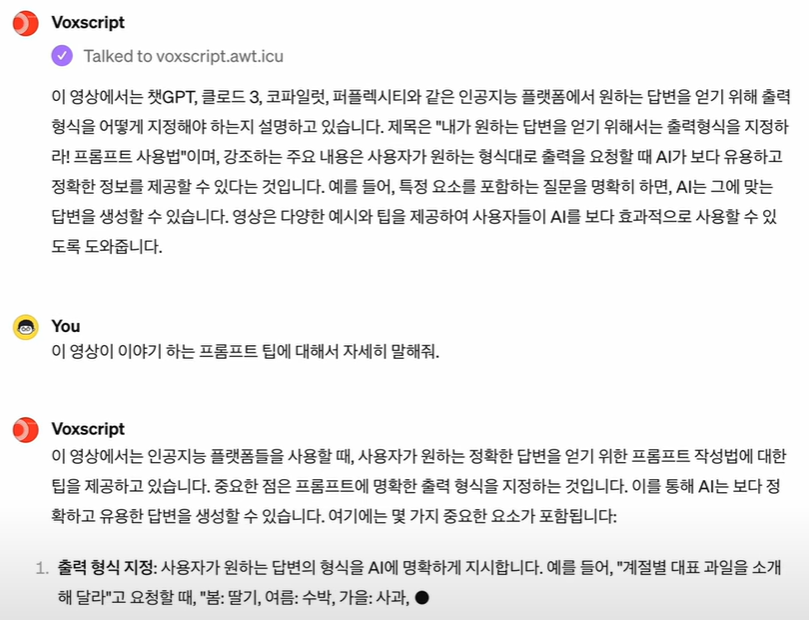 Voxscript
Talked to voxscript.awt.icu
이 영상에서는 챗GPT, 클로드 3, 코파일럿, 퍼플렉시티와 같은 인공지능 플랫폼에서 원하는 답변을 얻기 위해 출력
형식을 어떻게 지정해야 하는지 설명하고 있습니다. 제목은 "내가 원하는 답변을 얻기 위해서는 출력형식을 지정하
라! 프롬프트 사용법"이며, 강조하는 주요 내용은 사용자가 원하는 형식대로 출력을 요청할 때 AI가 보다 유용하고
정확한 정보를 제공할 수 있다는 것입니다. 예를 들어, 특정 요소를 포함하는 질문을 명확히 하면, AI는 그에 맞는
답변을 생성할 수 있습니다. 영상은 다양한 예시와 팁을 제공하여 사용자들이 AI를 보다 효과적으로 사용할 수 있
도록 도와줍니다.
You
이 영상이 이야기 하는 프롬프트 팁에 대해서 자세히 말해줘.
Voxscript
이 영상에서는 인공지능 플랫폼들을 사용할 때, 사용자가 원하는 정확한 답변을 얻기 위한 프롬프트 작성법에 대한
팁을 제공하고 있습니다. 중요한 점은 프롬프트에 명확한 출력 형식을 지정하는 것입니다. 이를 통해 AI는 보다 정
확하고 유용한 답변을 생성할 수 있습니다. 여기에는 몇 가지 중요한 요소가 포함됩니다:
1. 출력 형식 지정: 사용자가 원하는 답변의 형식을 AI에 명확하게 지시합니다. 예를 들어, "계절별 대표 과일을 소개
해 달라"고 요청할 때, "봄: 딸기, 여름: 수박, 가을: 사과,